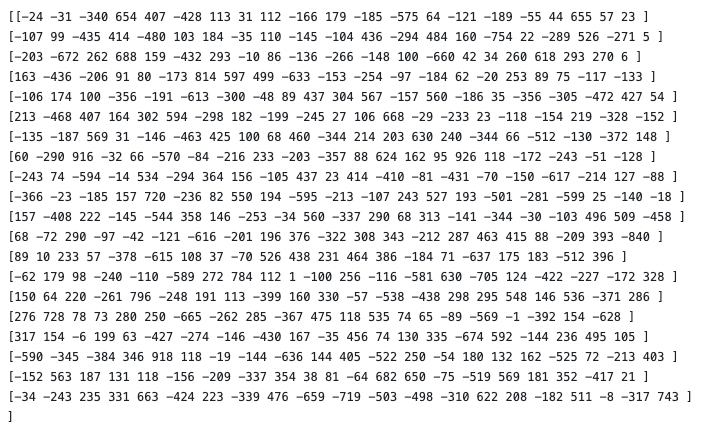 [[−24 −31 −340 654 407 −428 113 31 112 −166 179 −185 −575 64 −121 −189 −55 44 655 57 23 ]
[−107 99 −435 414 −480 103 184 −35 110 −145 −104 436 −294 484 160 −754 22 −289 526 −271 5 ]
[−203 −672 262 688 159 −432 293 −10 86 −136 −266 −148 100 −660 42 34 260 618 293 270 6 ]
[163 −436 −206 91 80 −173 814 597 499 −633 −153 −254 −97 −184 62 −20 253 89 75 −117 −133 ]
[−106 174 100 −356 −191 −613 −300 −48 89 437 304 567 −157 560 −186 35 −356 −305 −472 427 54 ]
[213 −468 407 164 302 594 −298 182 −199 −245 27 106 668 −29 −233 23 −118 −154 219 −328 −152 ]
[−135 −187 569 31 −146 −463 425 100 68 460 −344 214 203 630 240 −344 66 −512 −130 −372 148 ]
[60 −290 916 −32 66 −570 −84 −216 233 −203 −357 88 624 162 95 926 118 −172 −243 −51 −128 ]
[−243 74 −594 −14 534 −294 364 156 −105 437 23 414 −410 −81 −431 −70 −150 −617 −214 127 −88 ]
[−366 −23 −185 157 720 −236 82 550 194 −595 −213 −107 243 527 193 −501 −281 −599 25 −140 −18 ]
[157 −408 222 −145 −544 358 146 −253 −34 560 −337 290 68 313 −141 −344 −30 −103 496 509 −458 ]
[68 −72 290 −97 −42 −121 −616 −201 196 376 −322 308 343 −212 287 463 415 88 −209 393 −840 ]
[89 10 233 57 −378 −615 108 37 −70 526 438 231 464 386 −184 71 −637 175 183 −512 396 ]
[−62 179 98 −240 −110 −589 272 784 112 1 −100 256 −116 −581 630 −705 124 −422 −227 −172 328 ]
[150 64 220 −261 796 −248 191 113 −399 160 330 −57 −538 −438 298 295 548 146 536 −371 286 ]
[276 728 78 73 280 250 −665 −262 285 −367 475 118 535 74 65 −89 −569 −1 −392 154 −628 ]
[317 154 −6 199 63 −427 −274 −146 −430 167 −35 456 74 130 335 −674 592 −144 236 495 105 ]
[−590 −345 −384 346 918 118 −19 −144 −636 144 405 −522 250 −54 180 132 162 −525 72 −213 403 ]
[−152 563 187 131 118 −156 −209 −337 354 38 81 −64 682 650 −75 −519 569 181 352 −417 21 ]
[−34 −243 235 331 663 −424 223 −339 476 −659 −719 −503 −498 −310 622 208 −182 511 −8 −317 743 ]
]